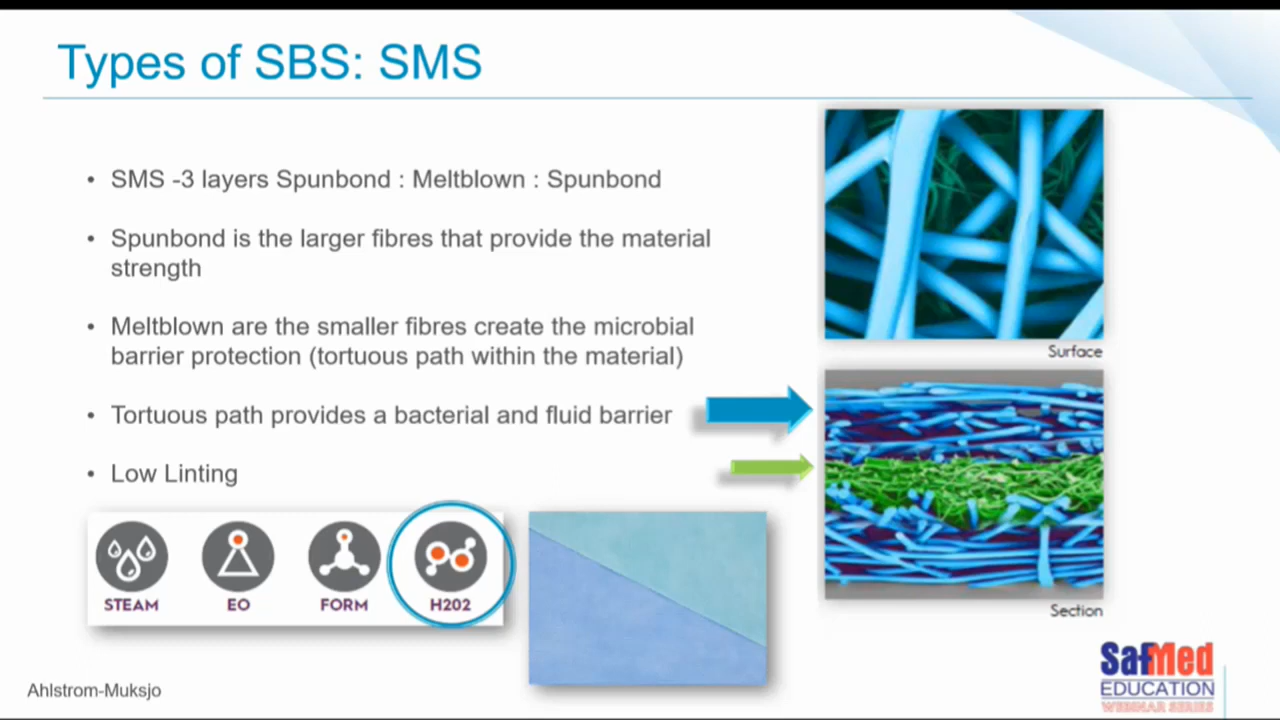 Types of SBS: SMS
• SMS -3 layers Spunbond : Meltblown : Spunbond
• Spunbond is the larger fibres that provide the material
strength
• Meltblown are the smaller fibres create the microbial
barrier protection (tortuous path within the material)
• Tortuous path provides a bacterial and fluid barrier
• Low Linting
STEAM
EO
FORM
H202
Surface
Section
Ahlstrom-Muksjo
SafMed
EDUCATION
WEBINAR SERIES